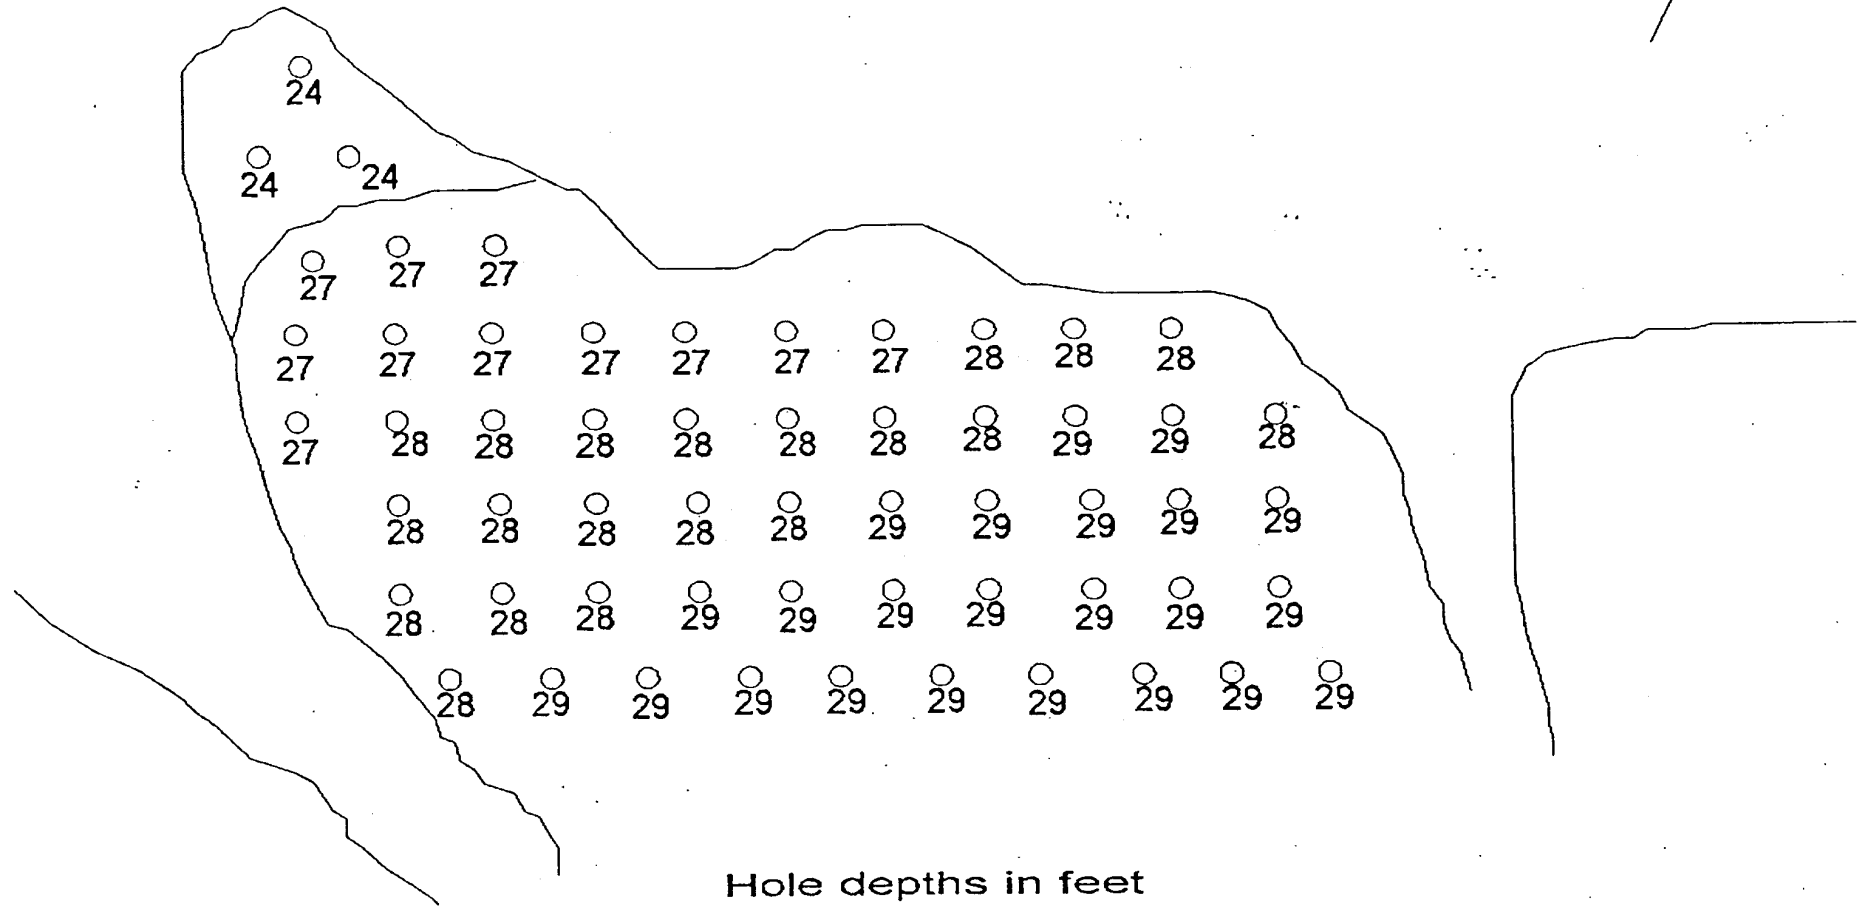 24
24 24
27 27 27
27 27 27 27 27 27 27 28 28 28
27 28 28 28 28 28 28 28 29 29 28
28 28 28 28 28 29 29 29 29 29
28 28 28 29 29 29 29 29 29 29
28 29 29 29 29 29 29 29 29 29
Hole depths in feet